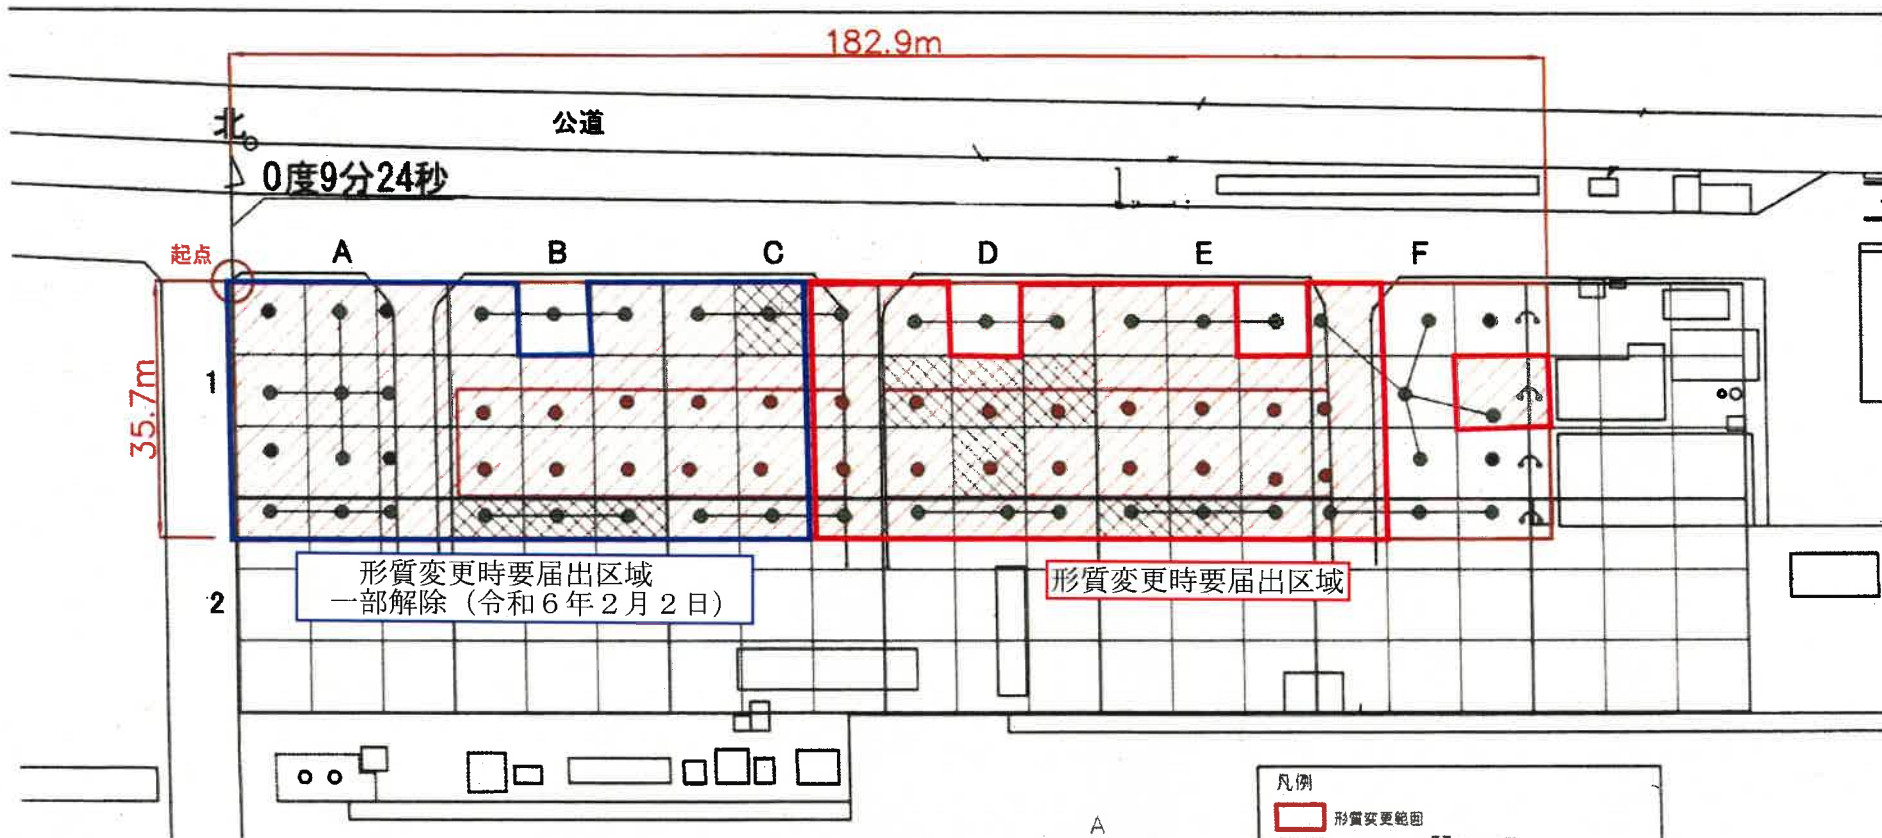 182.9m
北
公道
0度9分24秒
起点
A
B
C
D
E
F
1
35.7m
形質変更時要届出区域
一部解除（令和６年２月２日）
形質変更時要届出区域
2
凡例
形質変更範囲
A